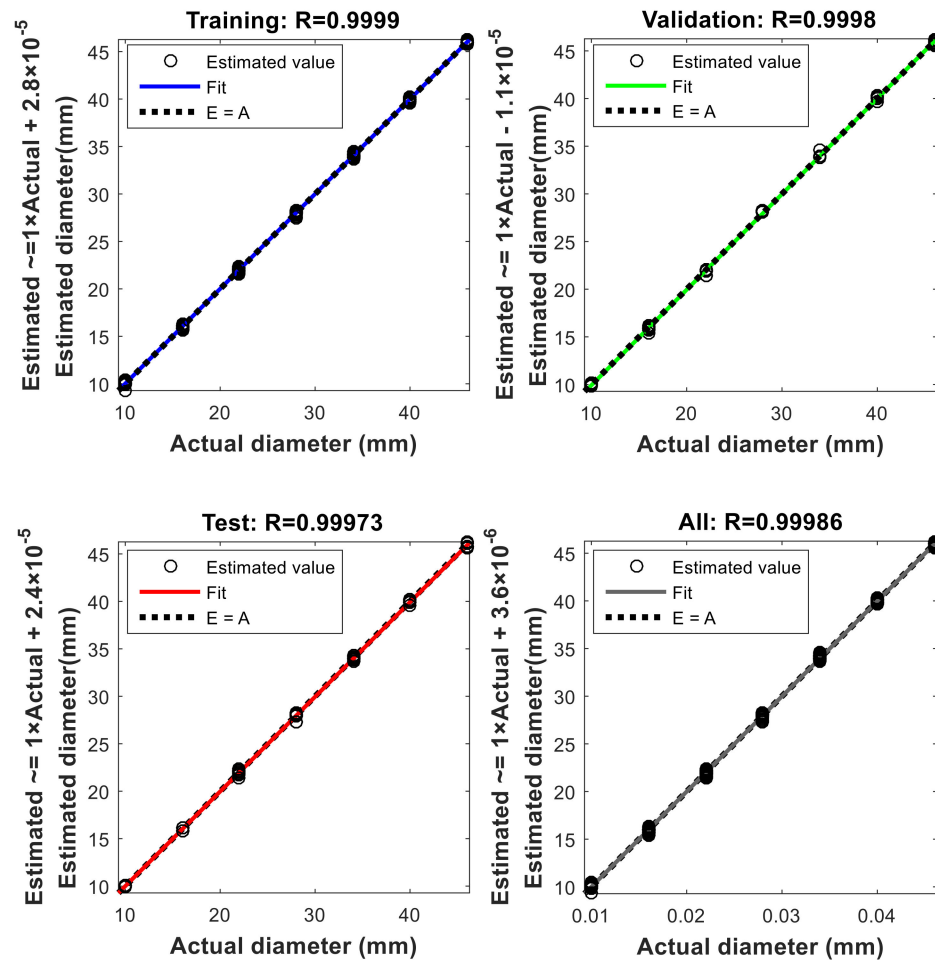 Training: R=0.9999
Estimated ~=1×Actual + 2.8×10-5
Estimated diameter(mm)
45
40
35
30
25
20
15
10
Estimated value
Fit
E = A
10 20 30 40
Actual diameter (mm)
Validation: R=0.9998
Estimated ~= 1×Actual - 1.1×10-5
Estimated diameter(mm)
45
40
35
30
25
20
15
10
Estimated value
Fit
E = A
10 20 30 40
Actual diameter (mm)
Test: R=0.99973
Estimated ~= 1×Actual + 2.4×10-5
Estimated diameter(mm)
45
40
35
30
25
20
15
10
Estimated value
Fit
E = A
10 20 30 40
Actual diameter (mm)
All: R=0.99986
Estimated ~= 1×Actual + 3.6×10-6
Estimated diameter(mm)
45
40
35
30
25
20
15
10
Estimated value
Fit
E = A
0.01 0.02 0.03 0.04
Actual diameter (mm)